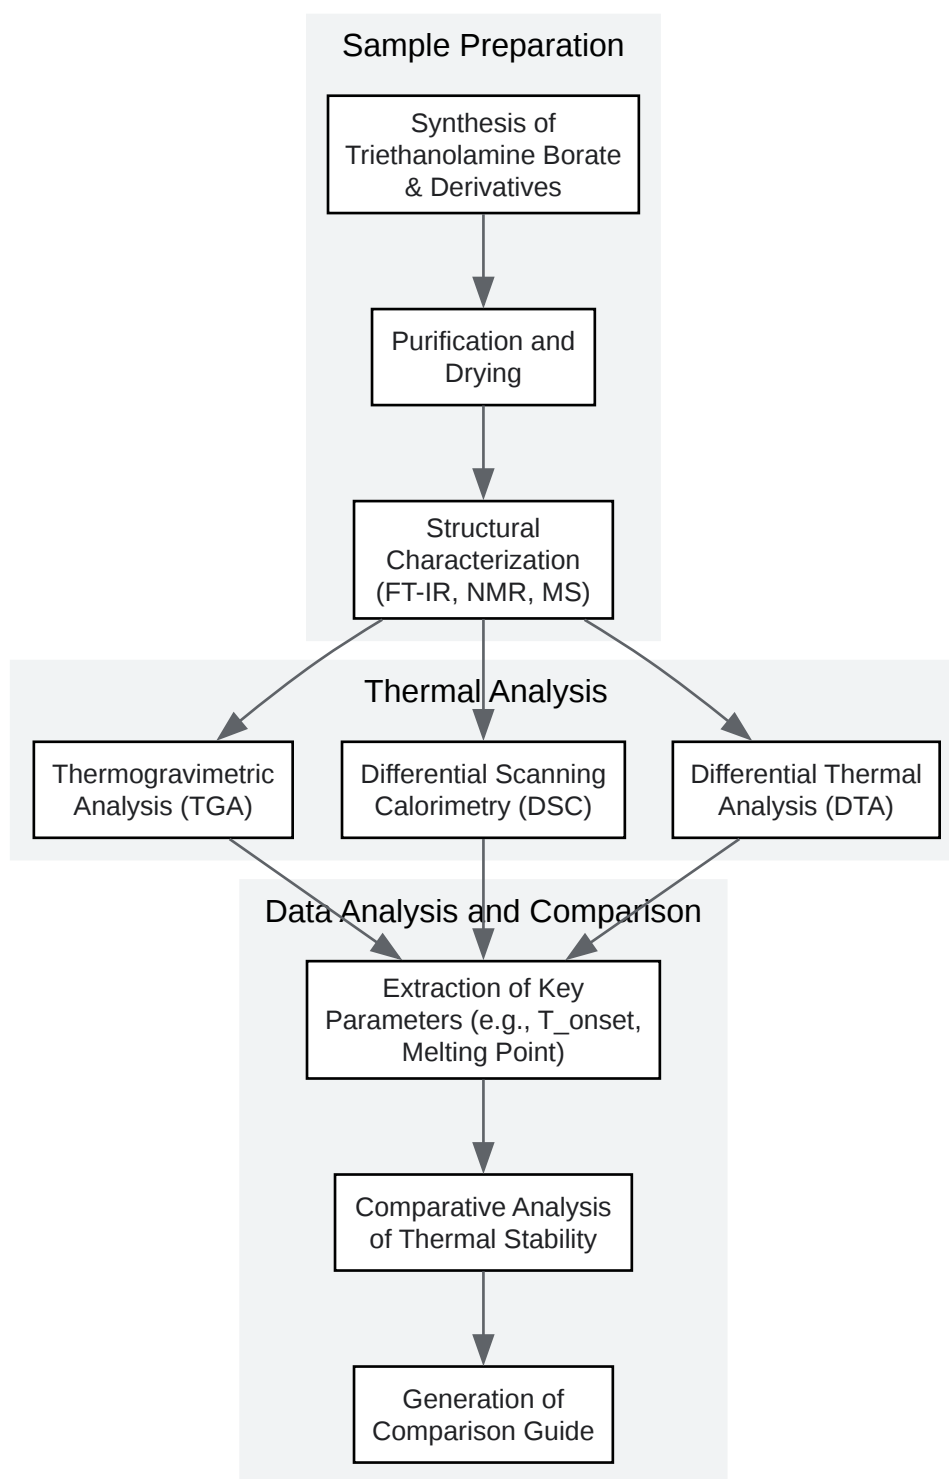 Sample Preparation
Synthesis of
Triethanolamine Borate
& Derivatives
Purification and
Drying
Structural
Characterization
(FT-IR, NMR, MS)
Thermal Analysis
Thermogravimetric
Analysis (TGA)
Differential Scanning
Calorimetry (DSC)
Differential Thermal
Analysis (DTA)
Data Analysis and Comparison
Extraction of Key
Parameters (e.g., T_onset,
Melting Point)
Comparative Analysis
of Thermal Stability
Generation of
Comparison Guide